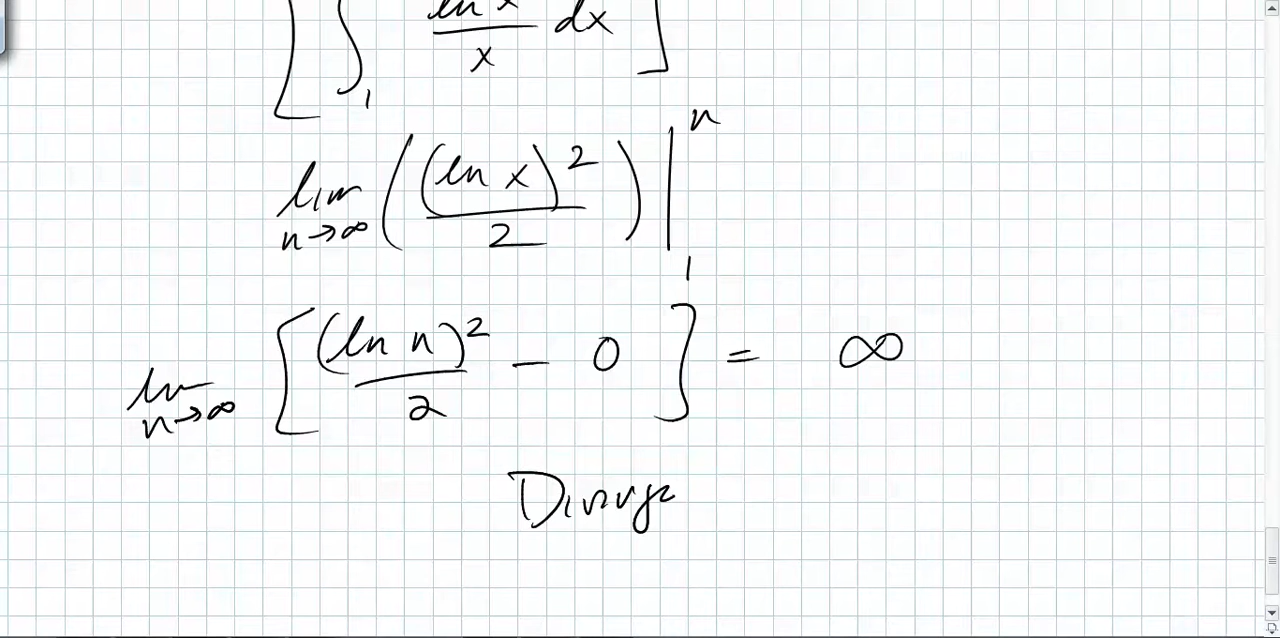 [ ∫₁ ln x / x dx ]
lim n→∞ ( (ln x)² / 2 ) |₁ⁿ
lim n→∞ [ (ln n)² / 2 − 0 ] = ∞
Diverge